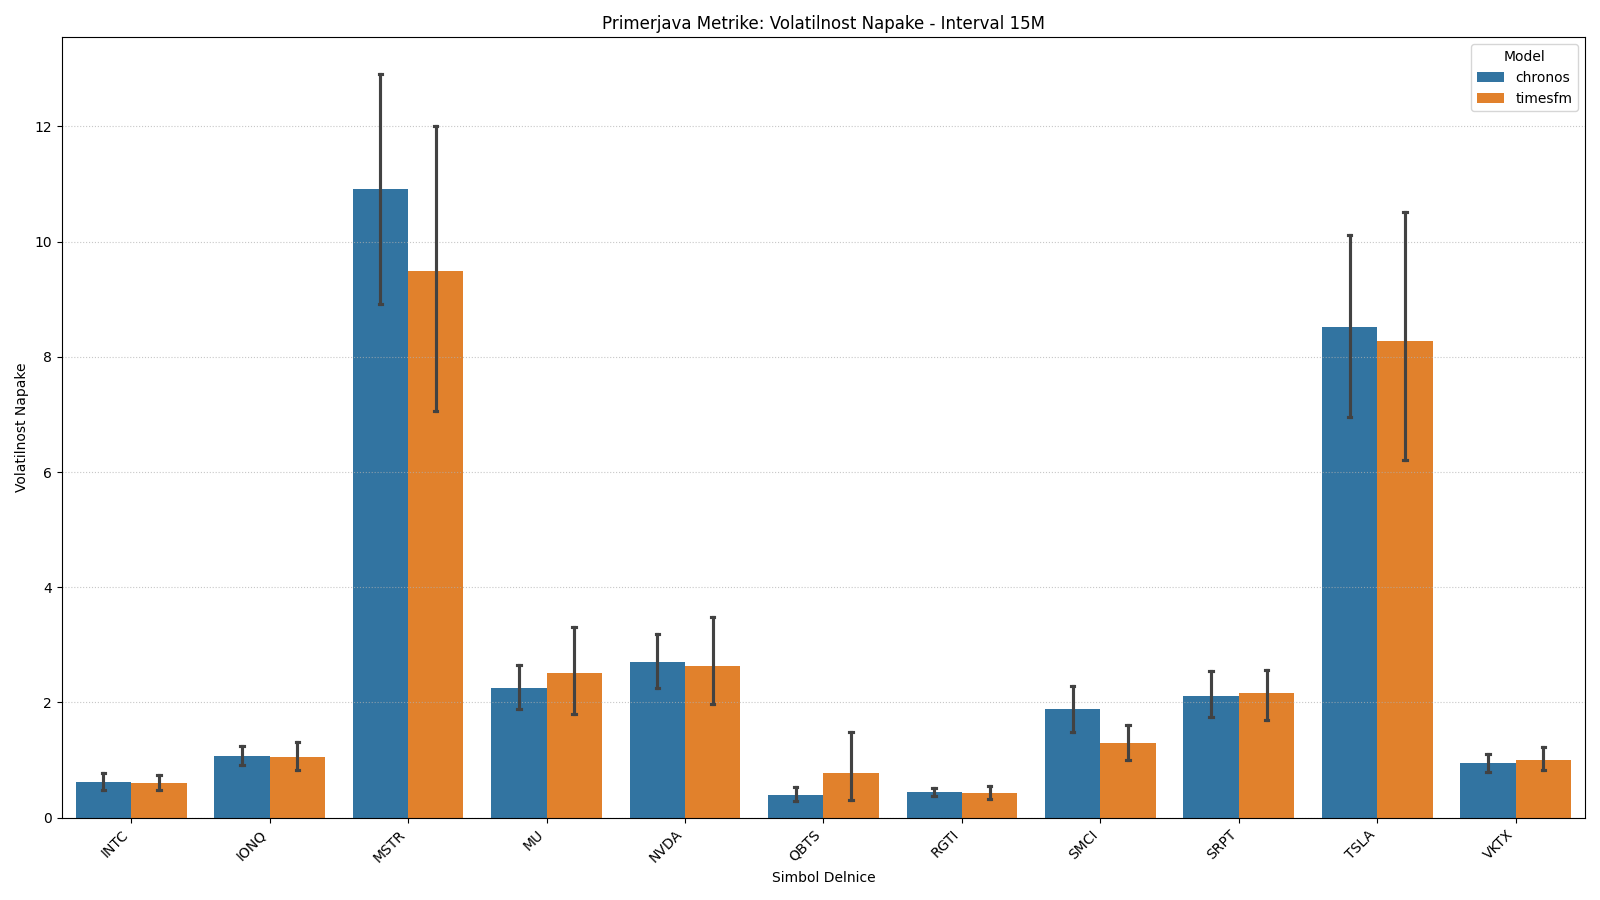 Primerjava Metrike: Volatilnost Napake - Interval 15M
Model
chronos
timesfm
Volatilnost Napake
12
10
8
6
4
2
0
INTC
IONQ
MSTR
MU
NVDA
QBTS
RGTI
SMCI
SRPT
TSLA
VKTX
Simbol Delnice